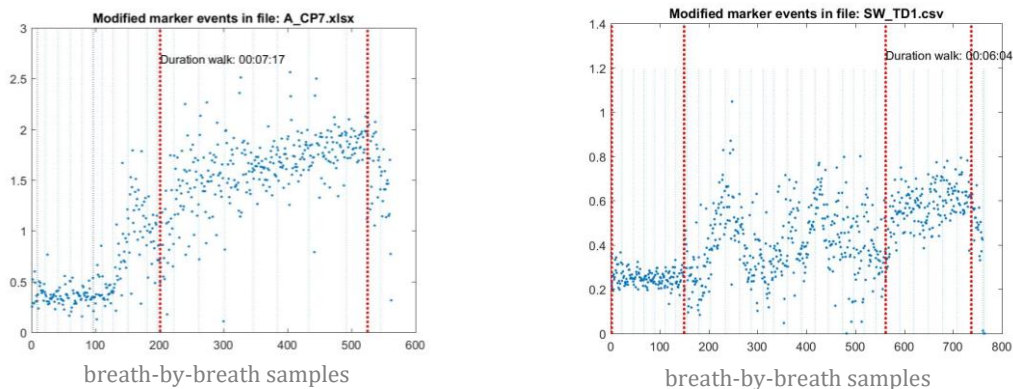 Modified marker events in file: A_CP7.xlsx
3
Duration walk: 00:07:17
2.5
2
1.5
1
0.5
0
0 100 200 300 400 500 600
breath-by-breath samples
Modified marker events in file: SW_TD1.csv
1.4
Duration walk: 00:06:04
1.2
1
0.8
0.6
0.4
0.2
0
0 100 200 300 400 500 600 700 800
breath-by-breath samples